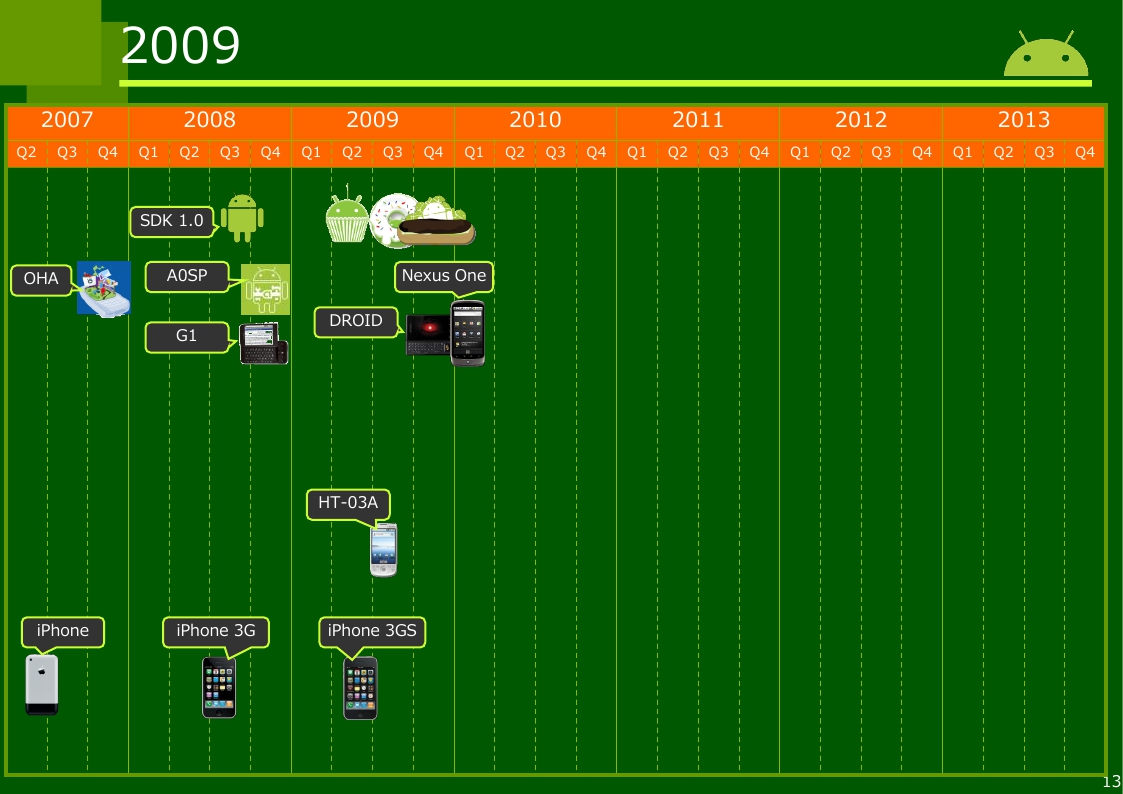 2009
2007 2008 2009 2010 2011 2012 2013
Q2 Q3 Q4 Q1 Q2 Q3 Q4 Q1 Q2 Q3 Q4 Q1 Q2 Q3 Q4 Q1 Q2 Q3 Q4 Q1 Q2 Q3 Q4 Q1 Q2 Q3 Q4
SDK 1.0
OHA
A0SP
Nexus One
G1
DROID
HT-03A
iPhone
iPhone 3G
iPhone 3GS
13